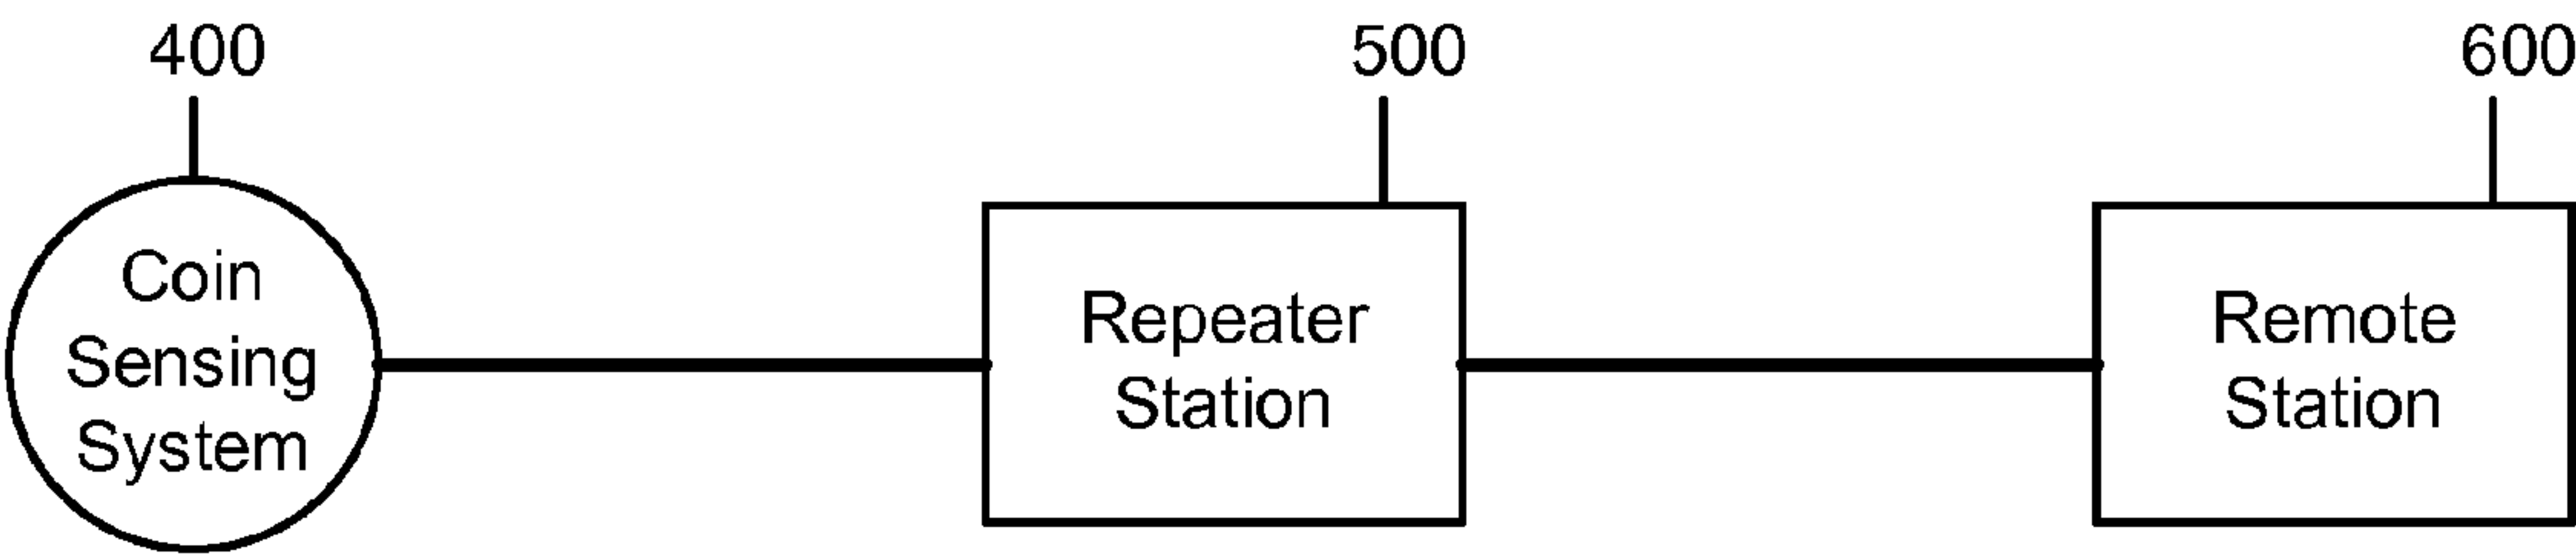 400
500
600
Coin
Sensing
System
Repeater
Station
Remote
Station